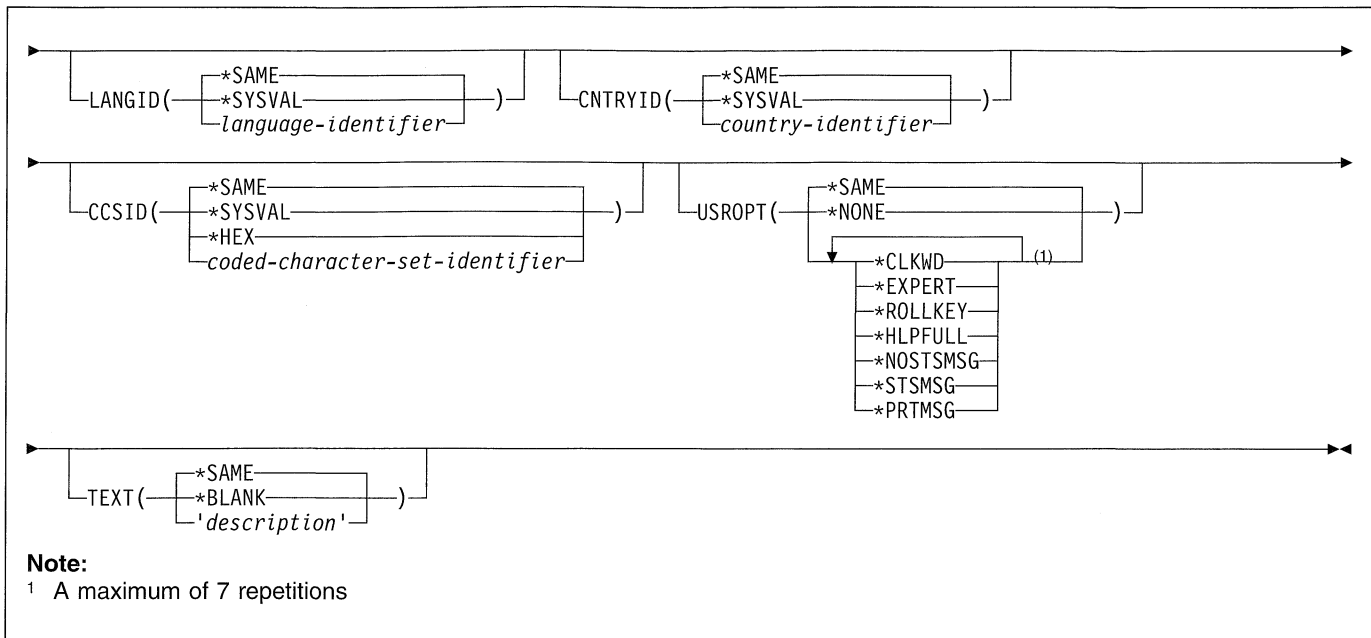 *SAME *SAME
LANGID( *SYSVAL ) CNTRYID( *SYSVAL )
language-identifier country-identifier
*SAME *SAME
CCSID( *SYSVAL ) USROPT( *NONE )
*HEX
coded-character-set-identifier *CLKWD (1)
*EXPERT
*ROLLKEY
*HLPFULL
*NOSTSMSG
*STSMSG
*PRTMSG
*SAME
TEXT( *BLANK )
'description'
Note:
1 A maximum of 7 repetitions